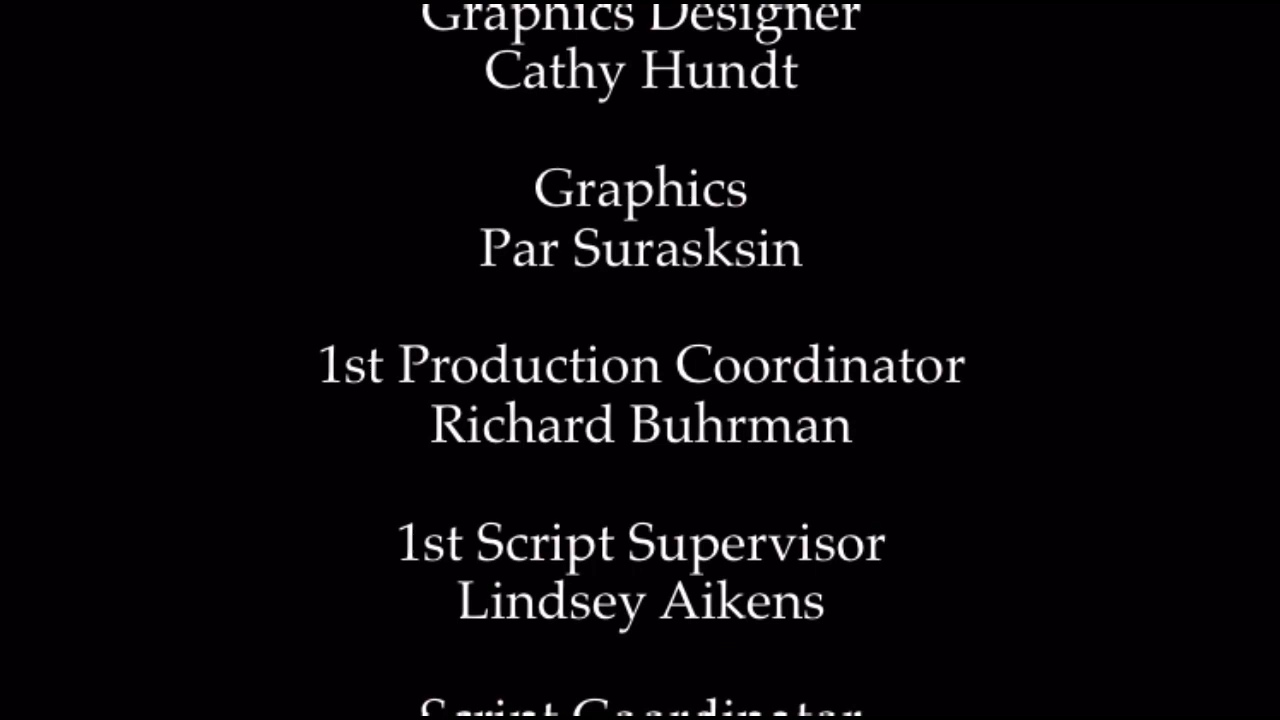 Graphics Designer
Cathy Hundt
Graphics
Par Surasksin
1st Production Coordinator
Richard Buhrman
1st Script Supervisor
Lindsey Aikens
Script Coordinator